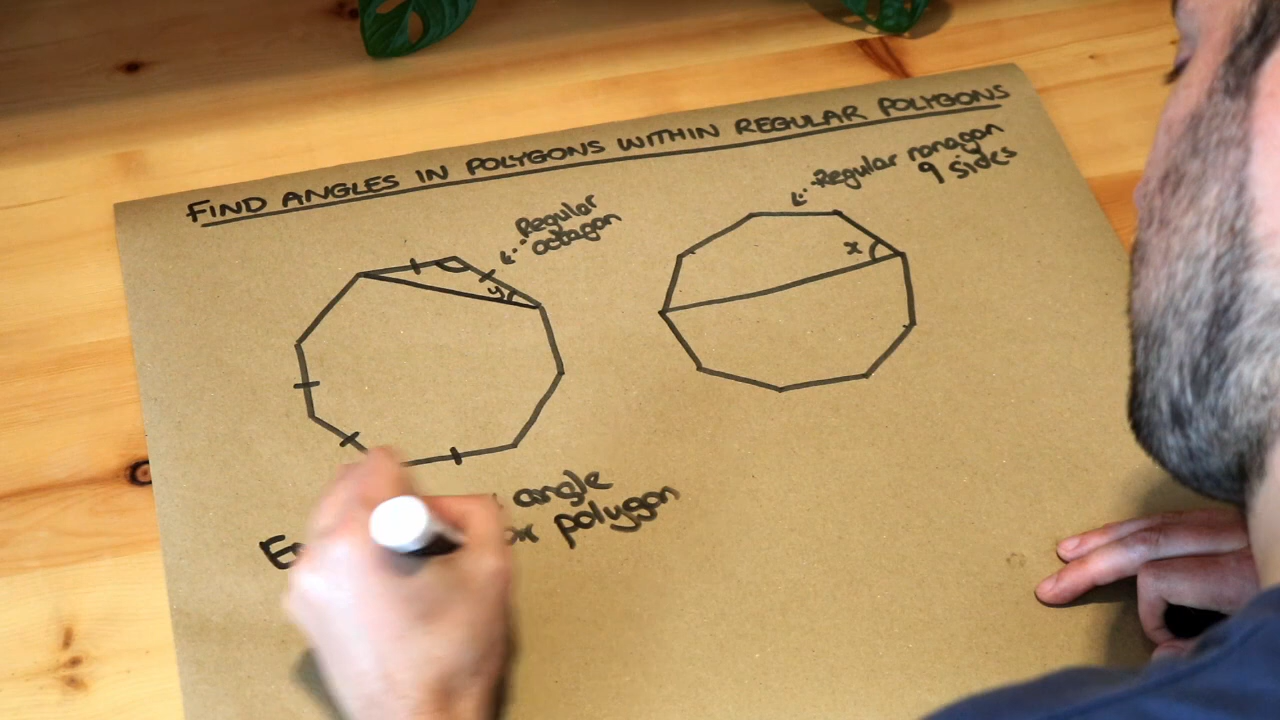 FIND ANGLES IN POLYGONS WITHIN REGULAR POLYGONS
Regular
octagon
y
Regular nonagon
9 sides
x
angle
polygon